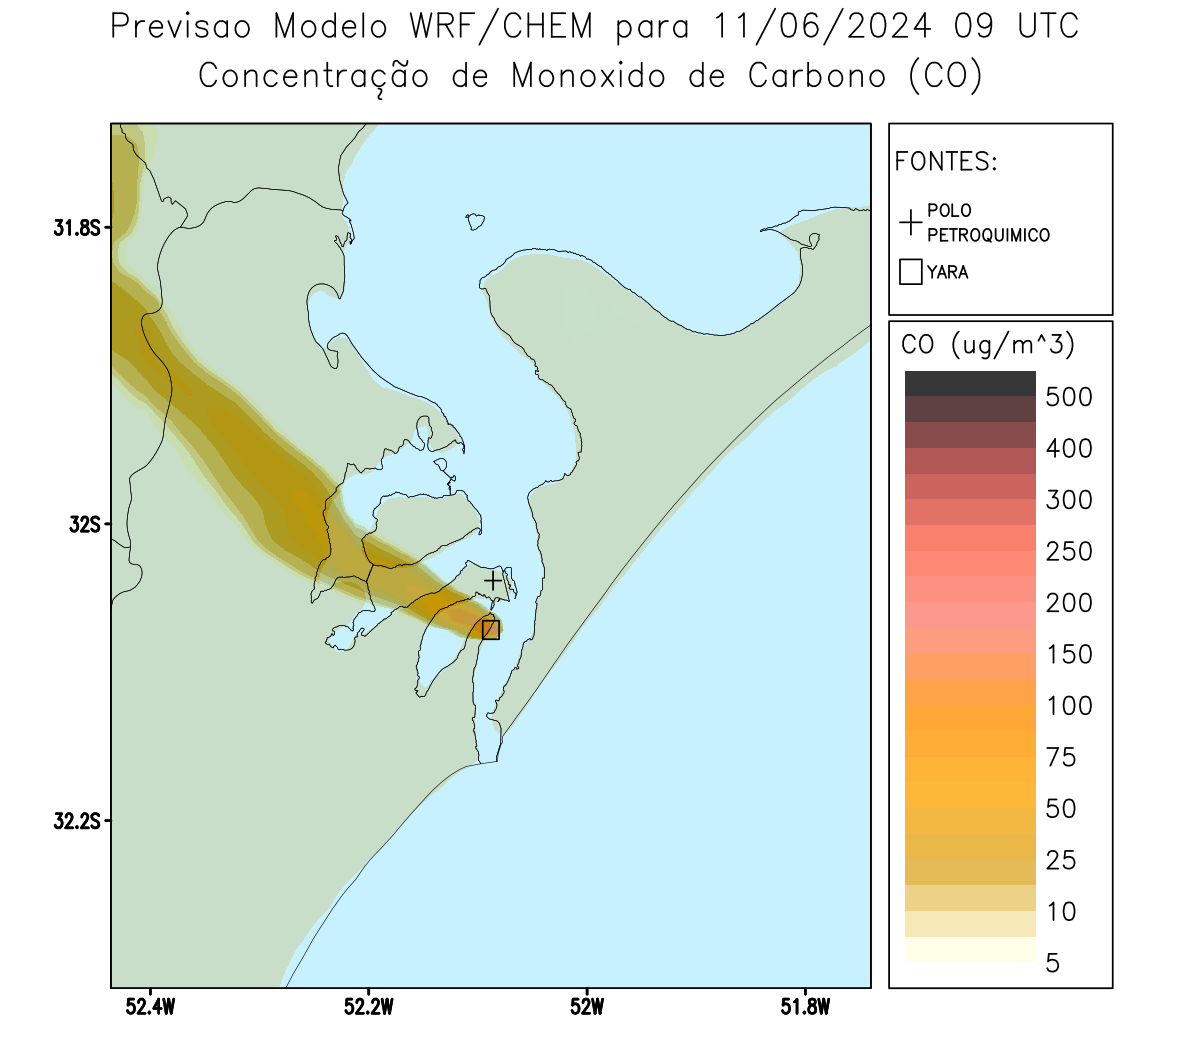 Previsao Modelo WRF/CHEM para 11/06/2024 09 UTC
Concentração de Monoxido de Carbono (CO)
FONTES:
POLO
PETROQUIMICO
YARA
CO (ug/m^3)
500
400
300
250
200
150
100
75
50
25
10
5
31.8S
32S
32.2S
52.4W
52.2W
52W
51.8W